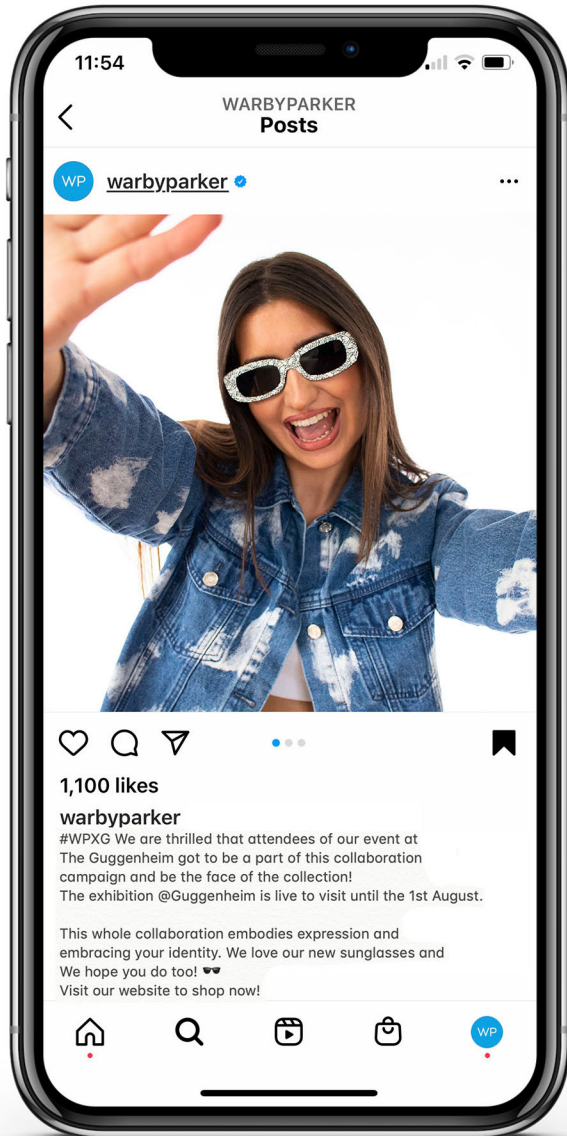 11:54
WARBYPARKER
Posts
WP
warbyparker
1,100 likes
warbyparker
#WPXG We are thrilled that attendees of our event at
The Guggenheim got to be a part of this collaboration
campaign and be the face of the collection!
The exhibition @Guggenheim is live to visit until the 1st August.
This whole collaboration embodies expression and
embracing your identity. We love our new sunglasses and
We hope you do too! 🕶️
Visit our website to shop now!
WP